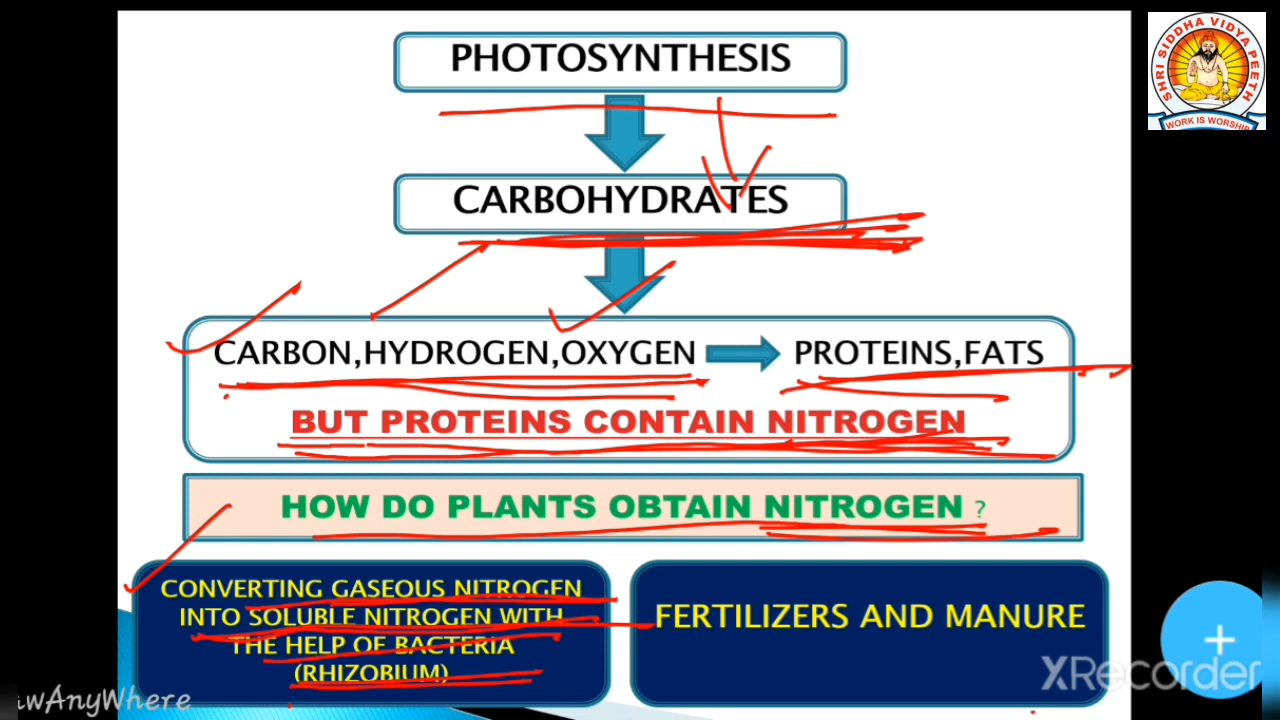 PHOTOSYNTHESIS
SHRI SIDDHA VIDYA PEETH
WORK IS WORSHIP
CARBOHYDRATES
CARBON,HYDROGEN,OXYGEN PROTEINS,FATS
BUT PROTEINS CONTAIN NITROGEN
HOW DO PLANTS OBTAIN NITROGEN ?
CONVERTING GASEOUS NITROGEN
INTO SOLUBLE NITROGEN WITH
THE HELP OF BACTERIA
(RHIZOBIUM)
FERTILIZERS AND MANURE
+
XRecorder
wAnyWhere